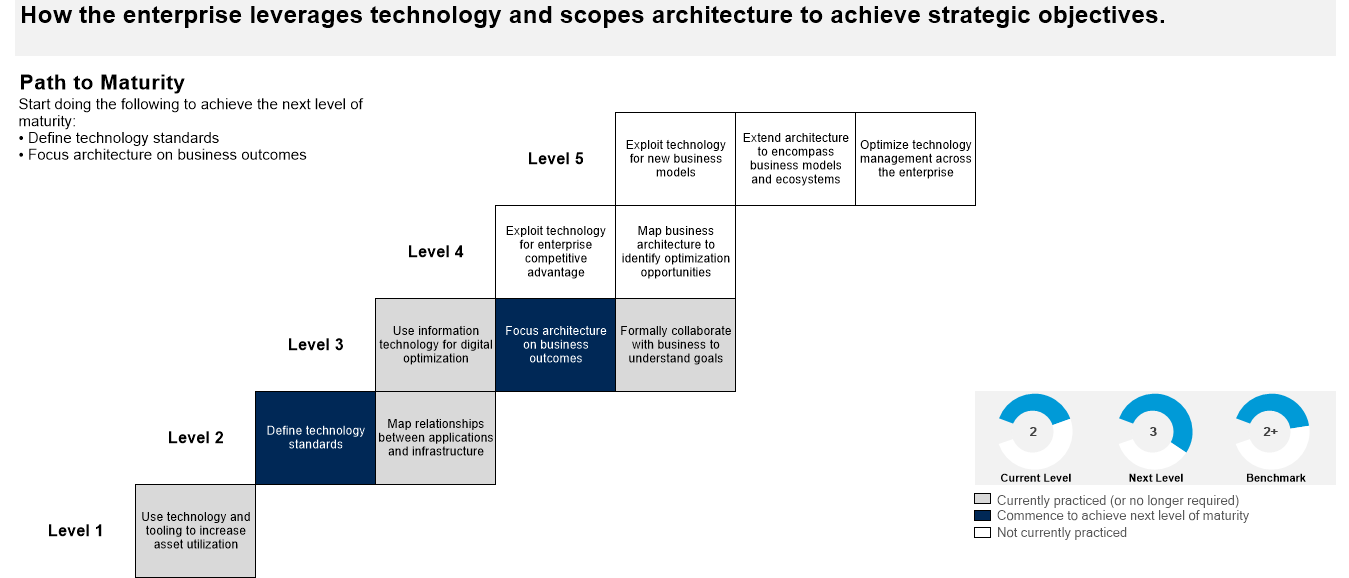 How the enterprise leverages technology and scopes architecture to achieve strategic objectives.
Path to Maturity
Start doing the following to achieve the next level of
maturity:
• Define technology standards
• Focus architecture on business outcomes
Level 5
Exploit technology
for new business
models
Extend architecture
to encompass
business models
and ecosystems
Optimize technology
management across
the enterprise
Level 4
Exploit technology
for enterprise
competitive
advantage
Map business
architecture to
identify optimization
opportunities
Level 3
Use information
technology for digital
optimization
Focus architecture
on business
outcomes
Formally collaborate
with business to
understand goals
Level 2
Define technology
standards
Map relationships
between applications
and infrastructure
Level 1
Use technology and
tooling to increase
asset utilization
2
Current Level
3
Next Level
2+
Benchmark
Currently practiced (or no longer required)
Commence to achieve next level of maturity
Not currently practiced